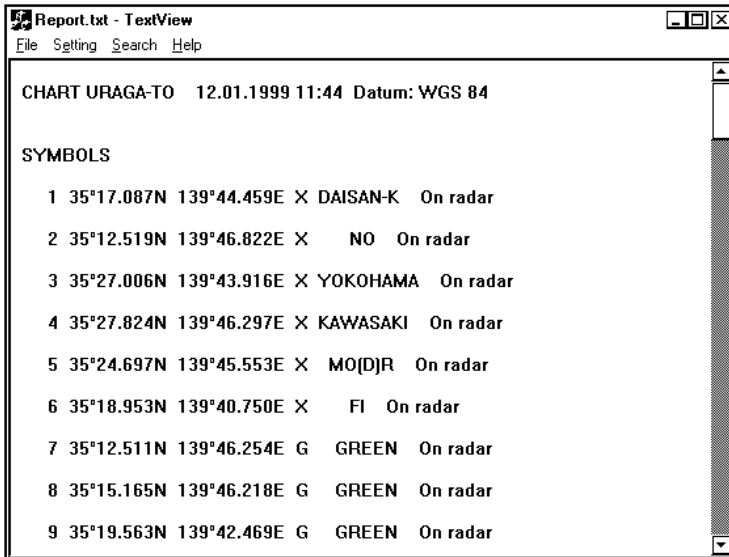 Report.txt - TextView
File Setting Search Help
CHART URAGA-TO 12.01.1999 11:44 Datum: WGS 84
SYMBOLS
1 35°17.087N 139°44.459E X DAISAN-K On radar
2 35°12.519N 139°46.822E X NO On radar
3 35°27.006N 139°43.916E X YOKOHAMA On radar
4 35°27.824N 139°46.297E X KAWASAKI On radar
5 35°24.697N 139°45.553E X MO(D)R On radar
6 35°18.953N 139°40.750E X FI On radar
7 35°12.511N 139°46.254E G GREEN On radar
8 35°15.165N 139°46.218E G GREEN On radar
9 35°19.563N 139°42.469E G GREEN On radar